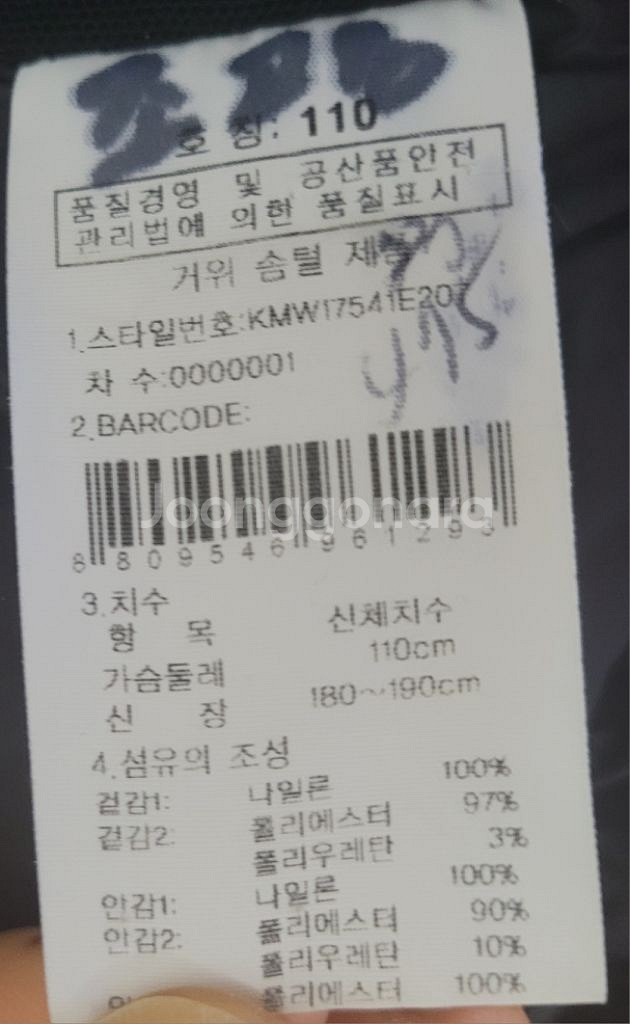 호 칭: 110
품질경영 및 공산품안전
관리법에 의한 품질표시
거위 솜털 제품
1.스타일번호:KMW17541E207
차 수:0000001
2.BARCODE:
Joonggonara
8809546961293
3.치수
항 목 신체치수
가슴둘레 110cm
신 장 180~190cm
4.섬유의 조성
겉감1: 나일론 100%
겉감2: 폴리에스터 97%
폴리우레탄 3%
안감1: 나일론 100%
안감2: 폴리에스터 90%
폴리우레탄 10%
폴리에스터 100%